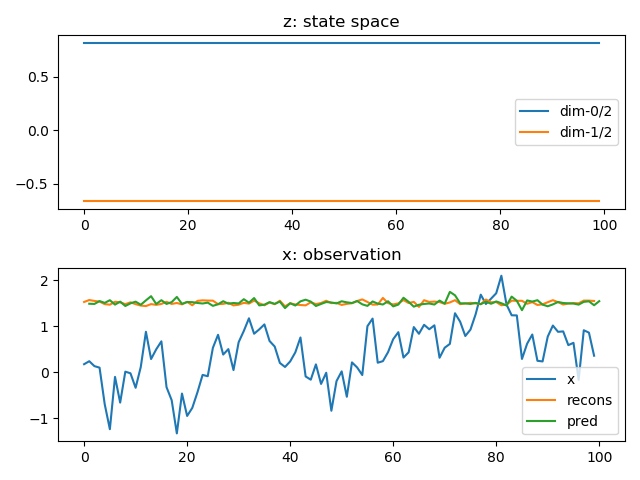 z: state space
0.5
0.0
−0.5
dim-0/2
dim-1/2
0 20 40 60 80 100
x: observation
2
1
0
−1
x
recons
pred
0 20 40 60 80 100